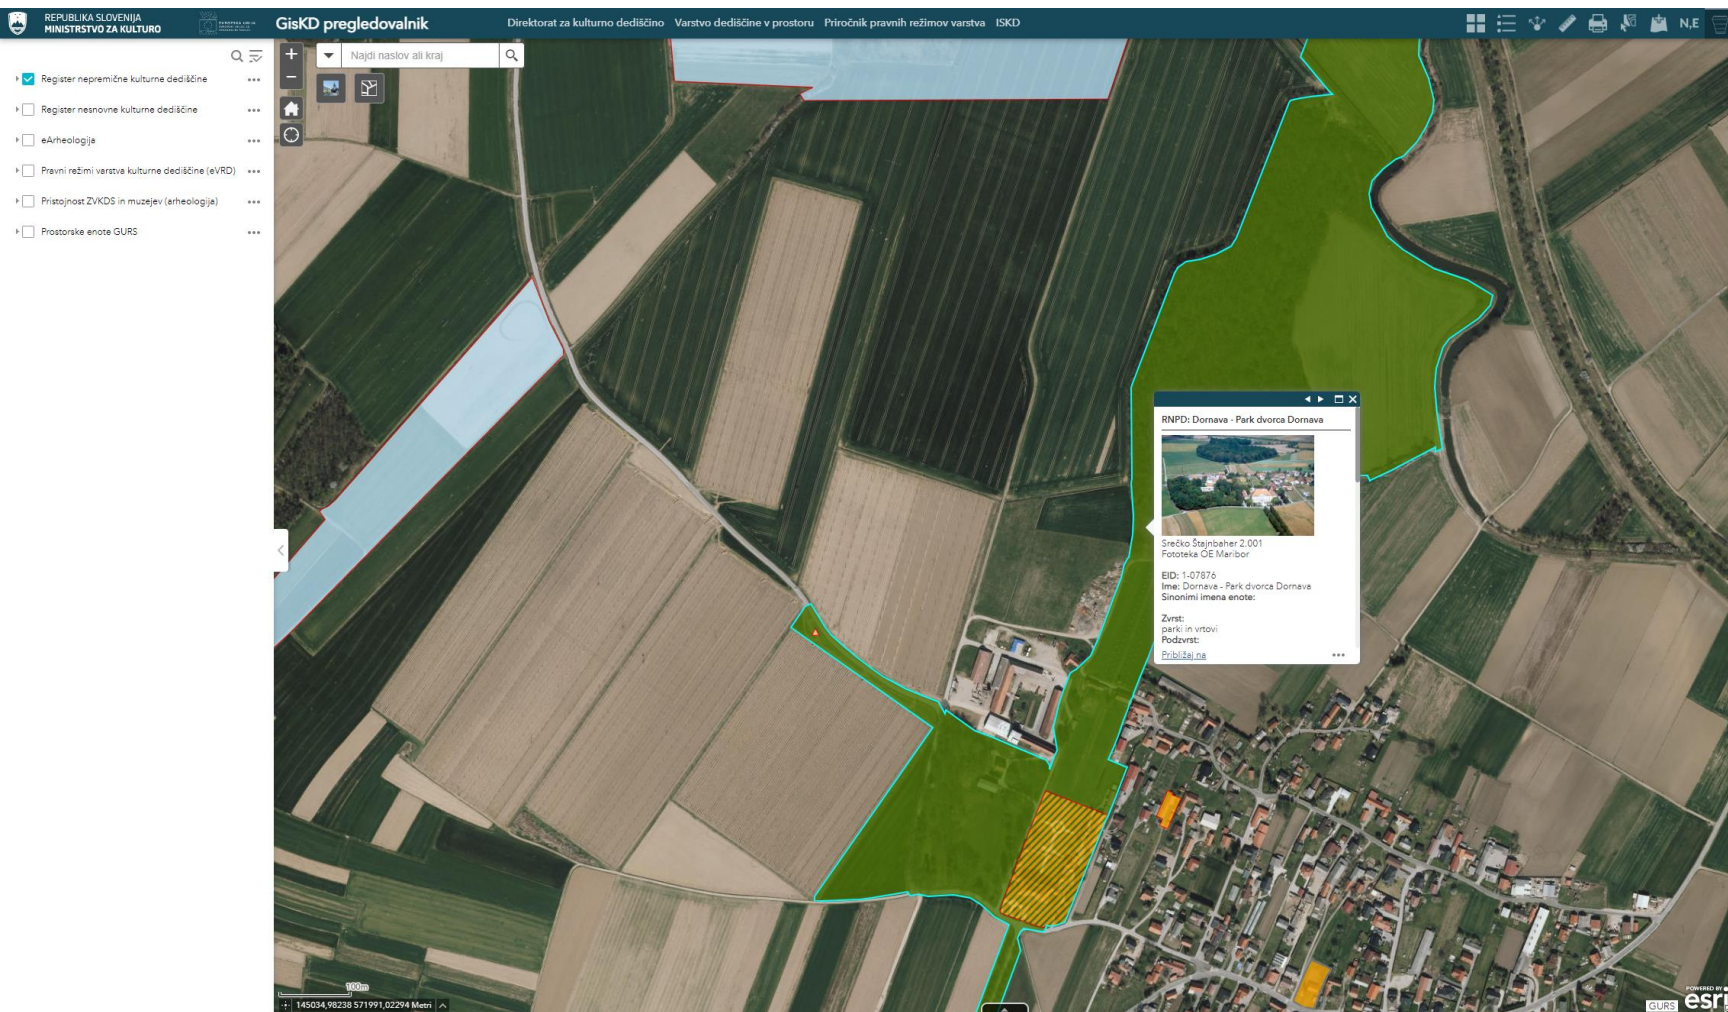 REPUBLIKA SLOVENIJA
MINISTRSTVO ZA KULTURO
GisKD pregledovalnik
Direktorat za kulturno dediščino Varstvo dediščine v prostoru Priročnik pravnih režimov varstva ISKD
N,E
Najdi naslov ali kraj
Register nepremične kulturne dediščine
Register nesnovne kulturne dediščine
eArheologija
Pravni režimi varstva kulturne dediščine (eVRD)
Pristojnost ZVKDS in muzejev (arheologija)
Prostorske enote GURS
RNPD: Dornava - Park dvorca Dornava
Srečko Štajnbaher 2.001
Fototeka OE Maribor
EID: 1-07876
Ime: Dornava - Park dvorca Dornava
Sinonimi imena enote:
Zvrst:
parki in vrtovi
Podzvrst:
Približaj na
100m
145034,98238 571991,02294 Metri
GURS
POWERED BY
esri